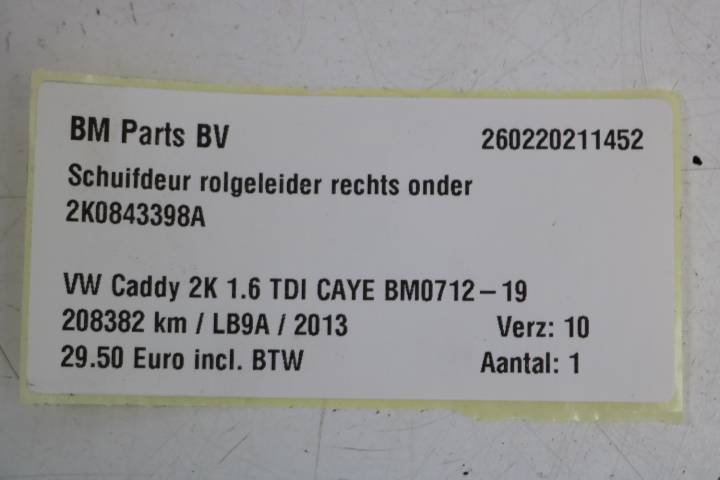 BM Parts BV 260220211452
Schuifdeur rolgeleider rechts onder
2K0843398A
VW Caddy 2K 1.6 TDI CAYE BM0712-19
208382 km / LB9A / 2013 Verz: 10
29.50 Euro incl. BTW Aantal: 1